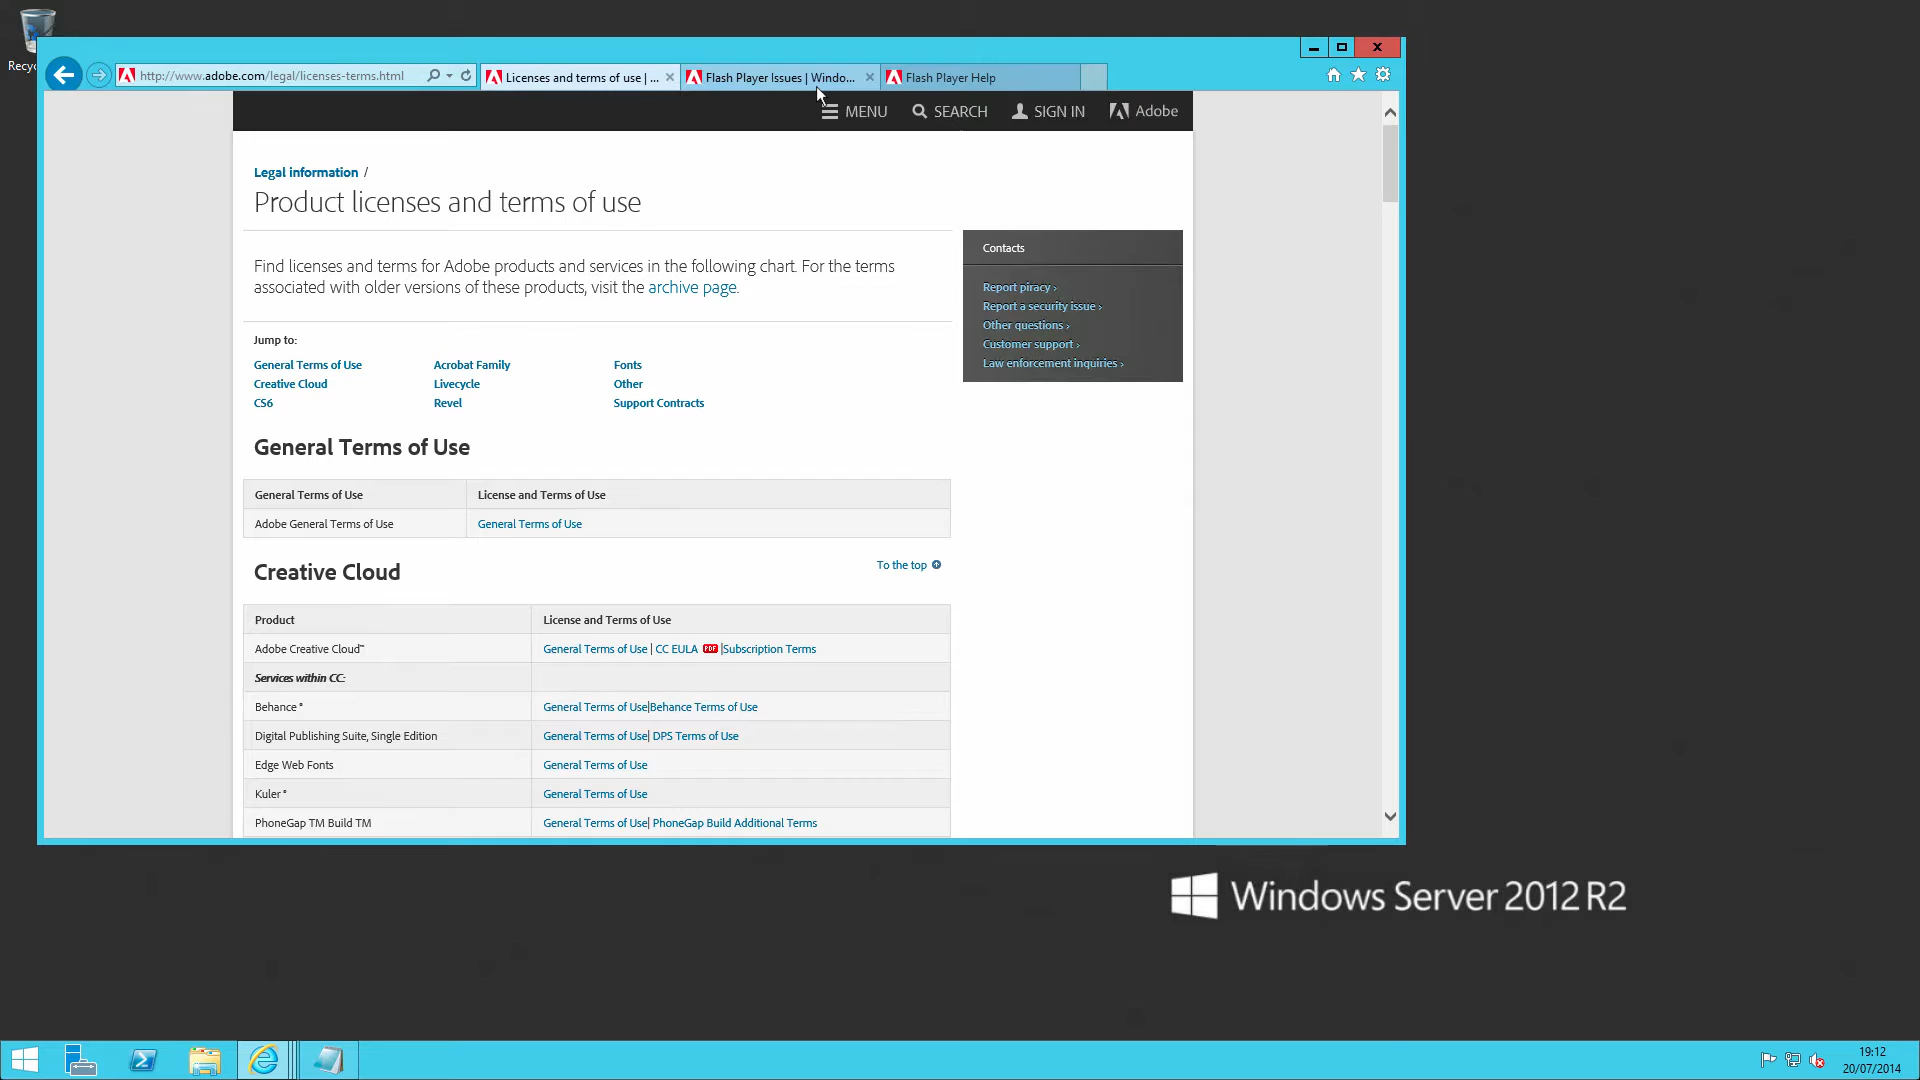 Recyc
http://www.adobe.com/legal/licenses-terms.html
Licenses and terms of use | ...
Flash Player Issues | Windo...
Flash Player Help
MENU
SEARCH
SIGN IN
Adobe
Legal information /
Product licenses and terms of use
Find licenses and terms for Adobe products and services in the following chart. For the terms
associated with older versions of these products, visit the archive page.
Contacts
Report piracy ›
Report a security issue ›
Other questions ›
Customer support ›
Law enforcement inquiries ›
Jump to:
General Terms of Use Acrobat Family Fonts
Creative Cloud Livecycle Other
CS6 Revel Support Contracts
General Terms of Use
General Terms of Use License and Terms of Use
Adobe General Terms of Use General Terms of Use
To the top
Creative Cloud
Product License and Terms of Use
Adobe Creative Cloud™ General Terms of Use | CC EULA PDF |Subscription Terms
Services within CC:
Behance® General Terms of Use|Behance Terms of Use
Digital Publishing Suite, Single Edition General Terms of Use| DPS Terms of Use
Edge Web Fonts General Terms of Use
Kuler® General Terms of Use
PhoneGap TM Build TM General Terms of Use| PhoneGap Build Additional Terms
Windows Server 2012 R2
19:12
20/07/2014